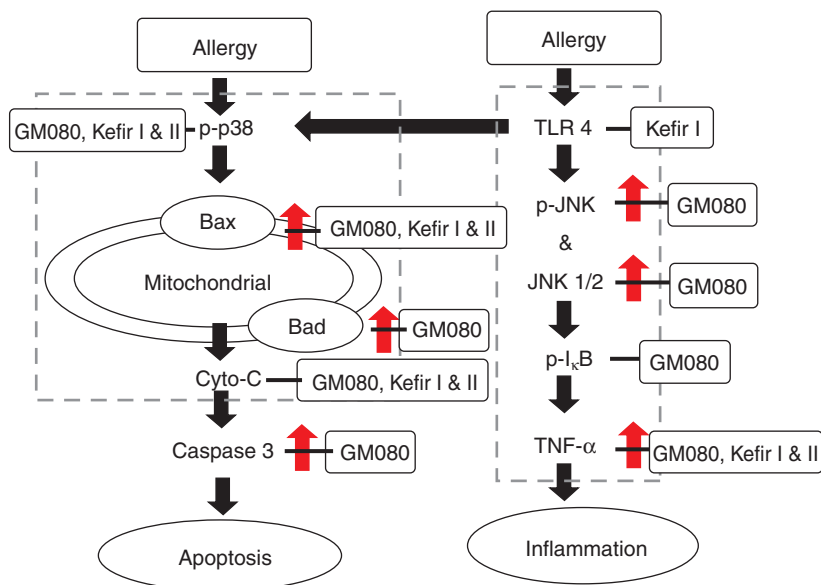 Allergy
GM080, Kefir I & II
p-p38
Bax
GM080, Kefir I & II
Mitochondrial
Bad
GM080
Cyto-C
GM080, Kefir I & II
Caspase 3
GM080
Apoptosis
Allergy
TLR 4
Kefir I
p-JNK
GM080
&
JNK 1/2
GM080
p-IκB
GM080
TNF-α
GM080, Kefir I & II
Inflammation